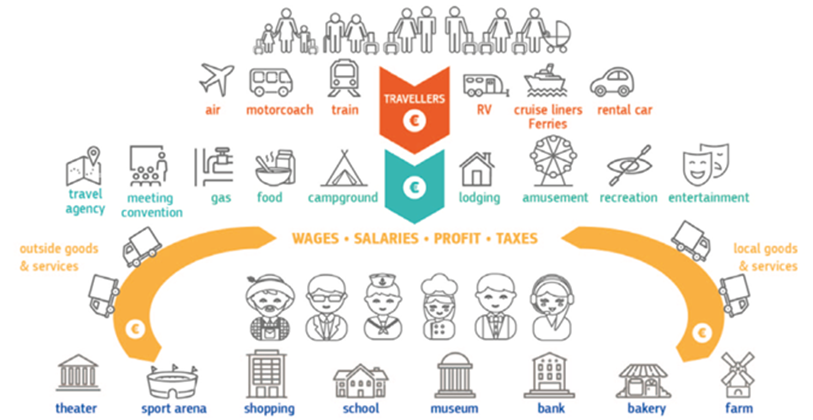 TRAVELLERS
€
air
motorcoach
train
RV
cruise liners
Ferries
rental car
€
travel
agency
meeting
convention
gas
food
campground
lodging
amusement
recreation
entertainment
WAGES • SALARIES • PROFIT • TAXES
outside goods
& services
local goods
& services
€
€
theater
sport arena
shopping
school
museum
bank
bakery
farm